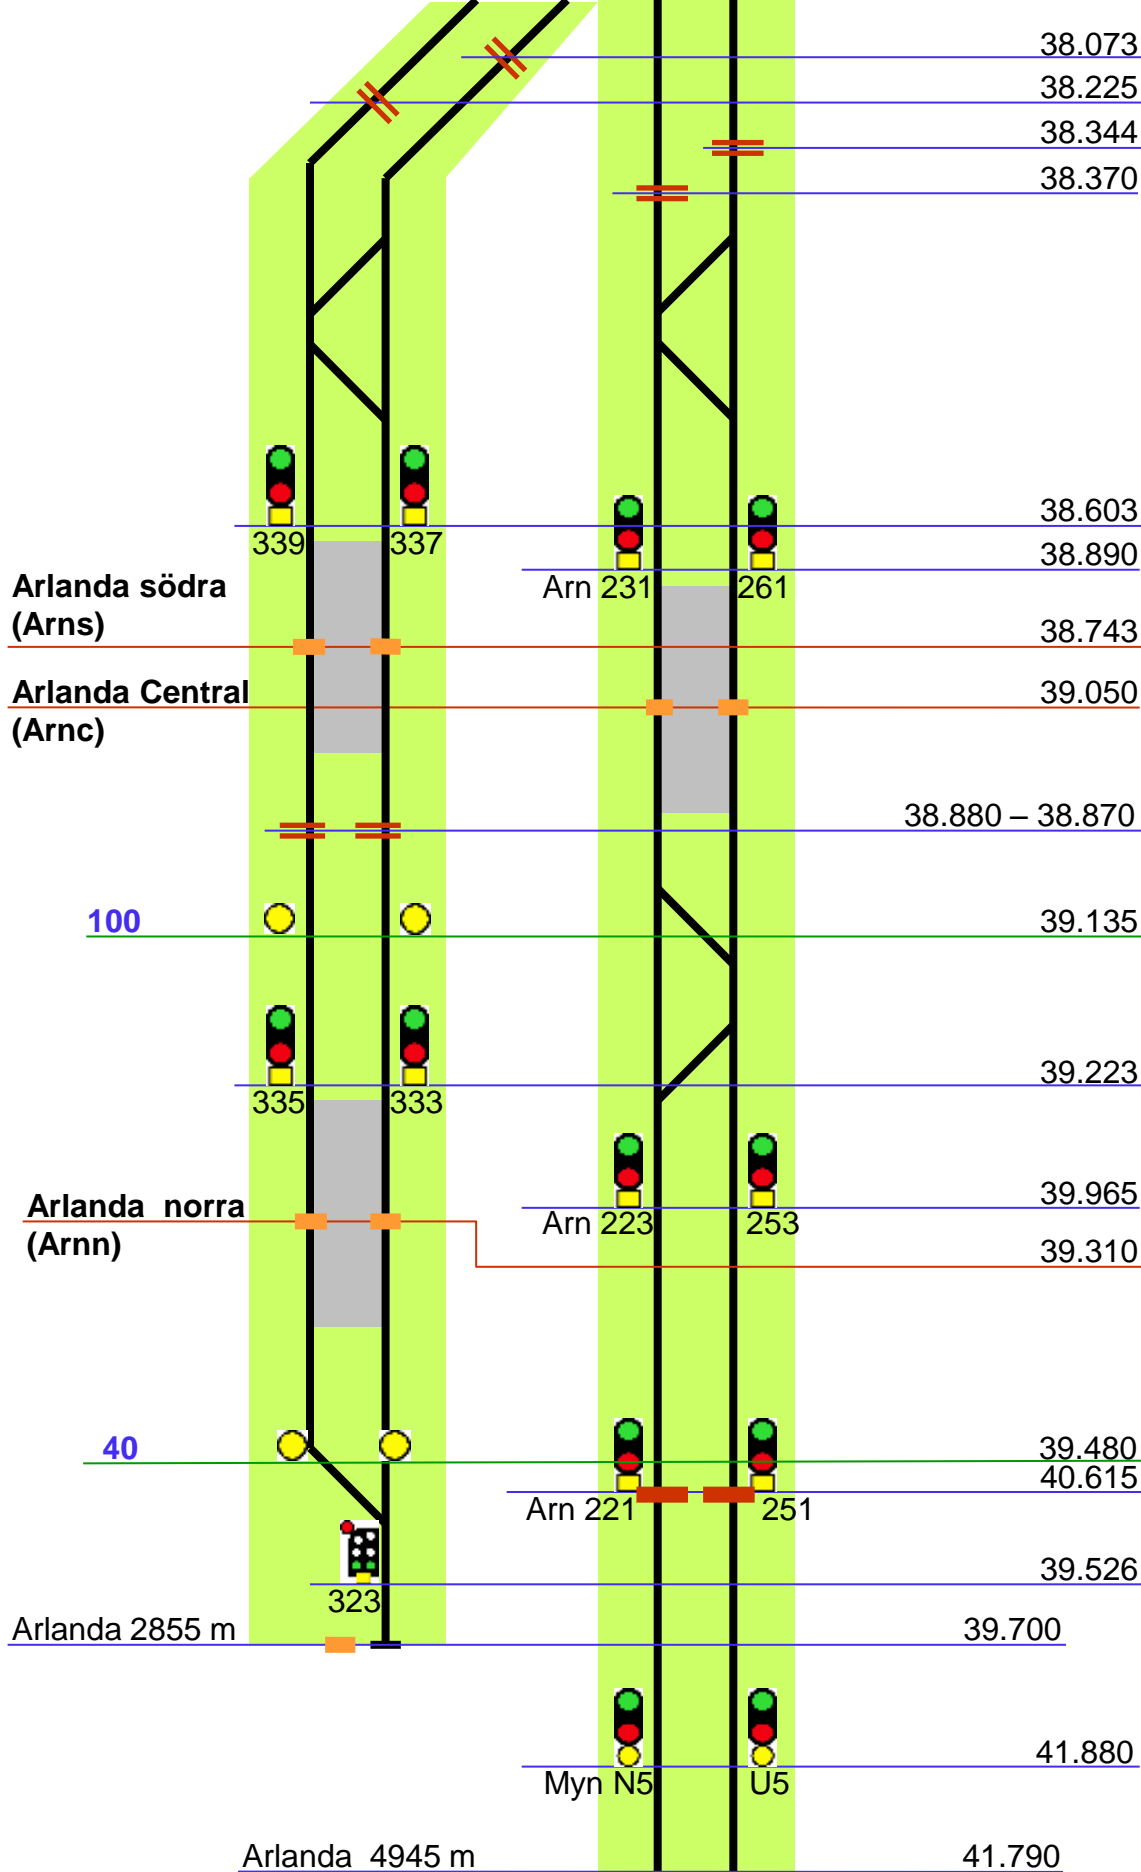 38.073
38.225
38.344
38.370
38.603
339 337
38.890
Arn 231 261
Arlanda södra
(Arns)
38.743
Arlanda Central
(Arnc)
39.050
38.880 – 38.870
100
39.135
39.223
335 333
39.965
Arn 223 253
Arlanda norra
(Arnn)
39.310
40
39.480
40.615
Arn 221 251
39.526
323
Arlanda 2855 m
39.700
41.880
Myn N5 U5
Arlanda 4945 m
41.790